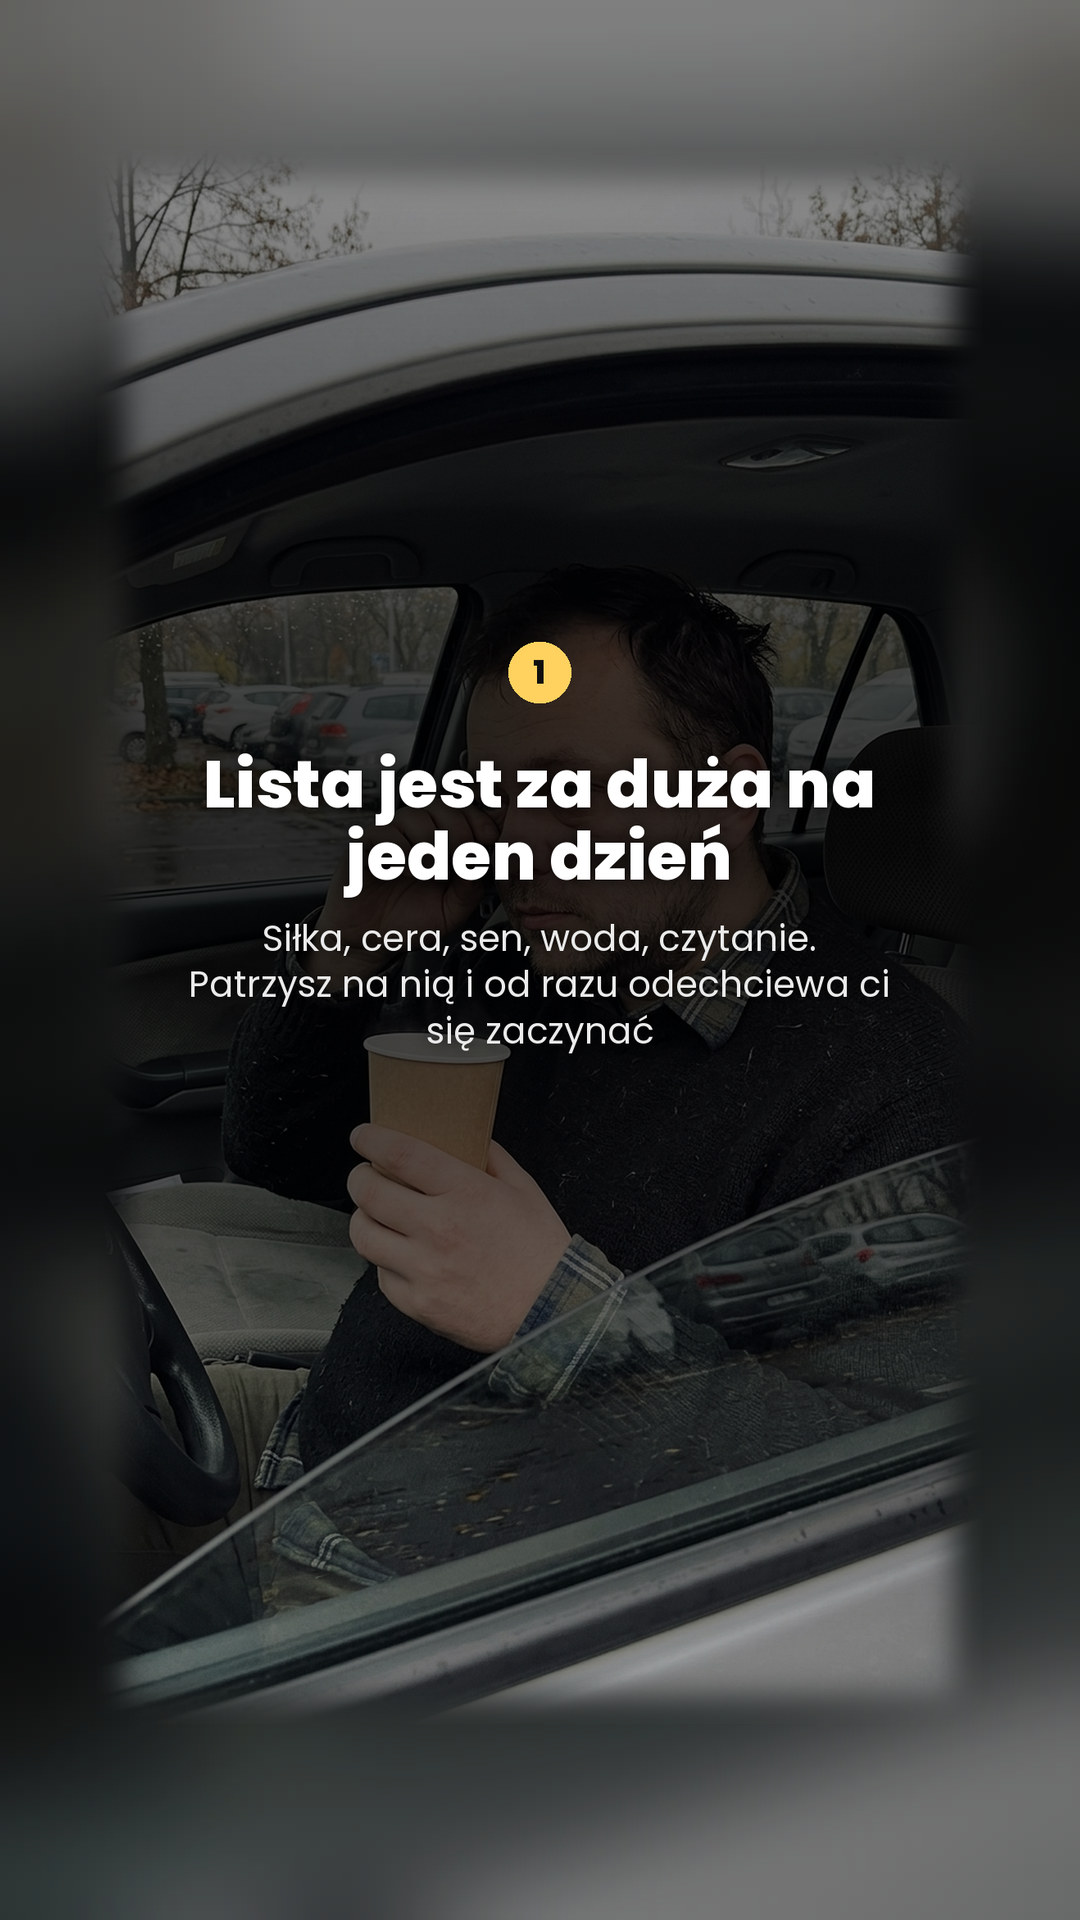 1
Lista jest za duża na
jeden dzień
Siłka, cera, sen, woda, czytanie.
Patrzysz na nią i od razu odechciewa ci
się zaczynać